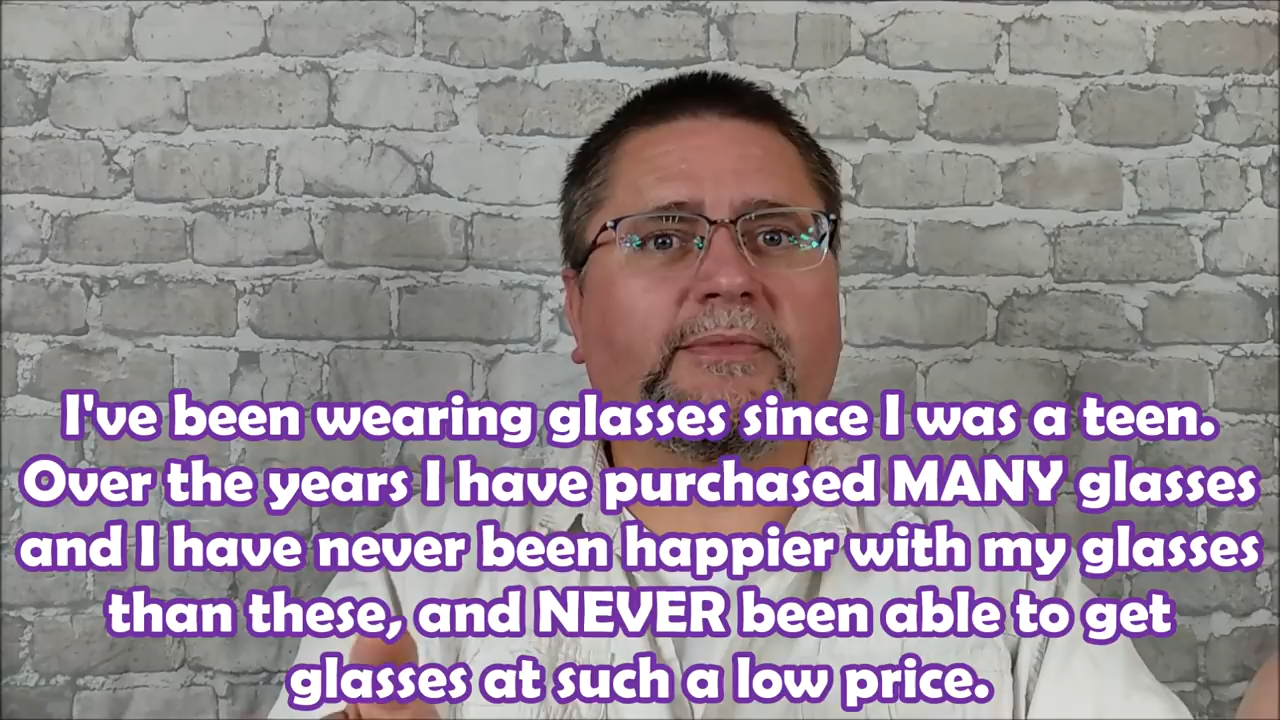 I've been wearing glasses since I was a teen.
Over the years I have purchased MANY glasses
and I have never been happier with my glasses
than these, and NEVER been able to get
glasses at such a low price.